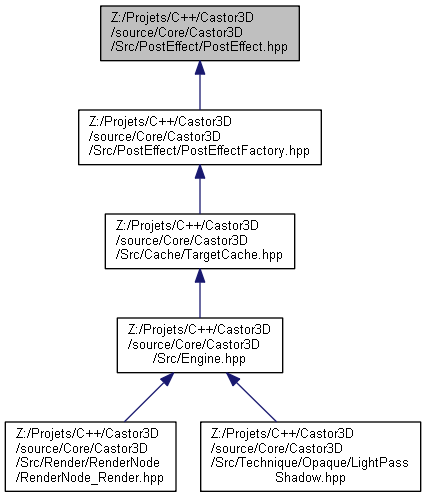 Z:/Projets/C++/Castor3D
/source/Core/Castor3D
/Src/PostEffect/PostEffect.hpp
Z:/Projets/C++/Castor3D
/source/Core/Castor3D
/Src/PostEffect/PostEffectFactory.hpp
Z:/Projets/C++/Castor3D
/source/Core/Castor3D
/Src/Cache/TargetCache.hpp
Z:/Projets/C++/Castor3D
/source/Core/Castor3D
/Src/Engine.hpp
Z:/Projets/C++/Castor3D
/source/Core/Castor3D
/Src/Render/RenderNode
/RenderNode_Render.hpp
Z:/Projets/C++/Castor3D
/source/Core/Castor3D
/Src/Technique/Opaque/LightPass
Shadow.hpp